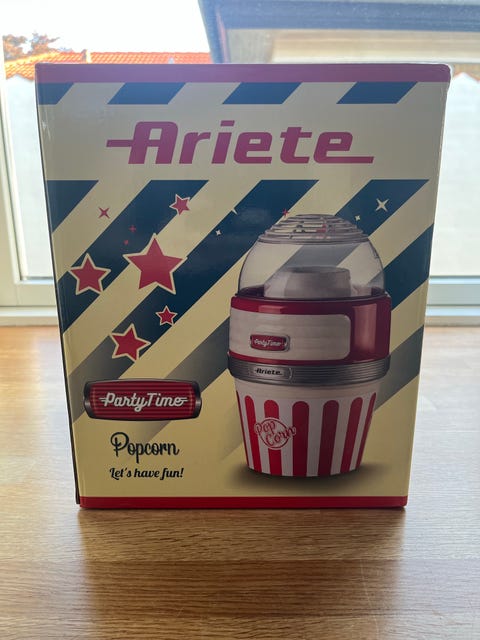 Ariete
PartyTime
Ariete
Pop
Corn
PartyTime
Popcorn
Let's have fun!